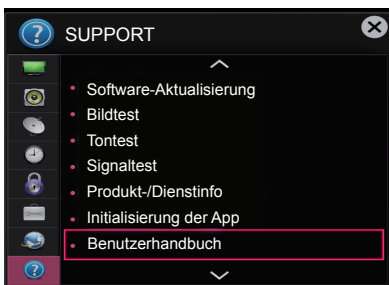 SUPPORT
Software-Aktualisierung
Bildtest
Tontest
Signaltest
Produkt-/Dienstinfo
Initialisierung der App
Benutzerhandbuch